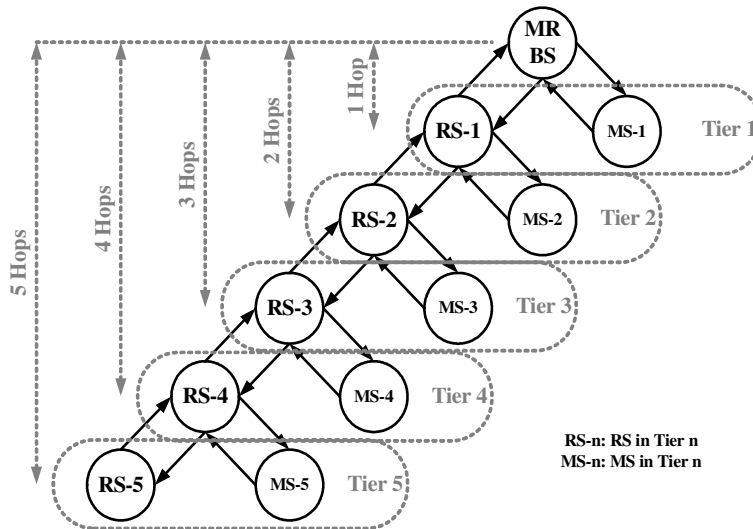 MR
BS
1 Hop
RS-1
MS-1
Tier 1
2 Hops
RS-2
MS-2
Tier 2
3 Hops
RS-3
MS-3
Tier 3
4 Hops
RS-4
MS-4
Tier 4
5 Hops
RS-5
MS-5
Tier 5
RS-n: RS in Tier n
MS-n: MS in Tier n